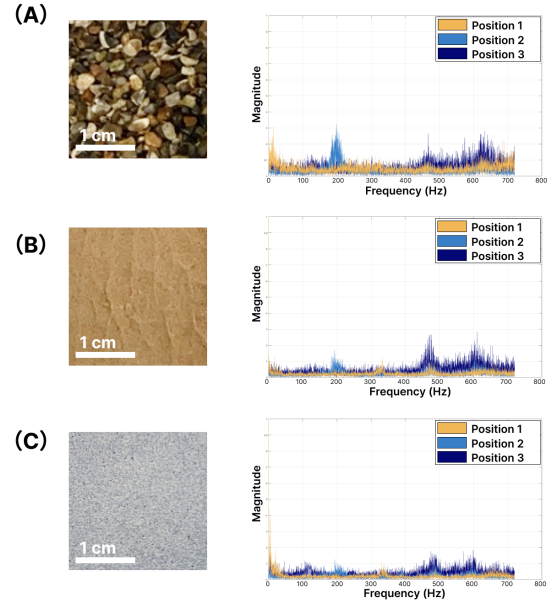 (A)
1 cm
Magnitude
Position 1
Position 2
Position 3
0 100 200 300 400 500 600 700 800
Frequency (Hz)
(B)
1 cm
Magnitude
Position 1
Position 2
Position 3
0 100 200 300 400 500 600 700 800
Frequency (Hz)
(C)
1 cm
Magnitude
Position 1
Position 2
Position 3
0 100 200 300 400 500 600 700 800
Frequency (Hz)